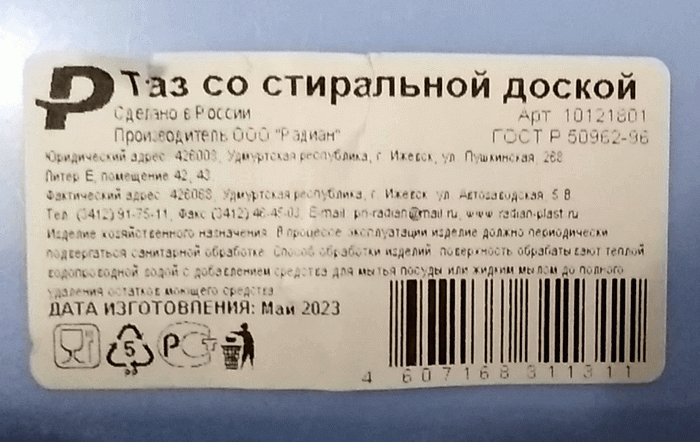 Таз со стиральной доской
Сделано в России
Арт. 10121801
Производитель ООО "Радиан"
ГОСТ Р 50962-96
Юридический адрес: 426008, Удмуртская республика, г. Ижевск, ул. Пушкинская, 268
Литер Е, помещение 42, 43
Фактический адрес: 426068, Удмуртская республика, г. Ижевск ул. Автозаводская, 5 В
Тел. (3412) 91-75-11, Факс (3412) 46-45-03, E-mail: pn-radian@mail.ru, www.radian-plast.ru
Изделие хозяйственного назначения. В процессе эксплуатации изделие должно периодически
подвергаться санитарной обработке. Способ обработки изделий: поверхность обрабатывают теплой
водопроводной водой с добавлением средства для мытья посуды или жидким мылом до полного
удаления остатков моющего средства
ДАТА ИЗГОТОВЛЕНИЯ: Май 2023
5
PP
4 607168 311311